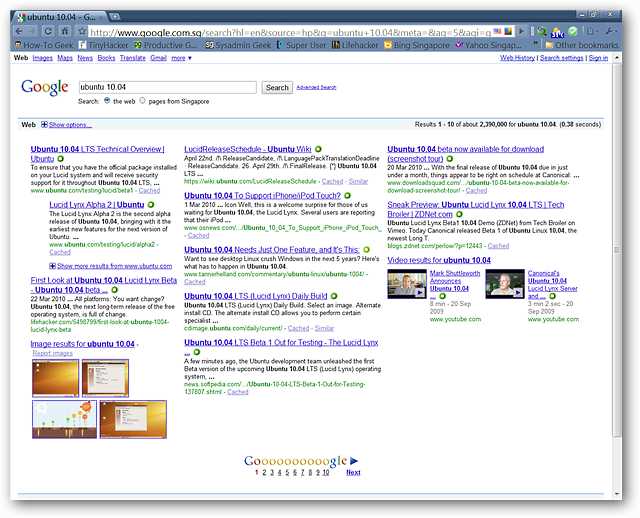 ubuntu 10.04 - G...
http://www.google.com.sg/search?hl=en&source=hp&q=ubuntu+10.04&meta=&aq=5&aqi=g
How-To Geek TinyHacker Productive G... Sysadmin Geek Super User Lifehacker Bing Singapore Yahoo Singap... » Other bookmarks
Web Images Maps News Books Translate Gmail more ▼
Web History | Search settings | Sign in
Google
ubuntu 10.04
Search
Advanced Search
Search: the web pages from Singapore
Web Show options...
Results 1 - 10 of about 2,390,000 for ubuntu 10.04. (0.38 seconds)
Ubuntu 10.04 LTS Technical Overview |
Ubuntu
To ensure that you have the official package installed
on your Lucid system and will receive security
support for it throughout Ubuntu 10.04 LTS, ...
www.ubuntu.com/testing/lucid/beta1 - Cached
Lucid Lynx Alpha 2 | Ubuntu
The Lucid Lynx Alpha 2 is the second alpha
release of Ubuntu 10.04, bringing with it the
earliest new features for the next version of
Ubuntu. ...
www.ubuntu.com/testing/lucid/alpha2 -
Cached
Show more results from www.ubuntu.com
First Look at Ubuntu 10.04 Lucid Lynx Beta
- Ubuntu 10.04 beta ...
22 Mar 2010 ... All platforms: You want change?
Ubuntu 10.04, the next long-term release of the free
operating system, is full of change.
lifehacker.com/5498799/first-look-at-ubuntu-1004-
lucid-lynx-beta
Image results for ubuntu 10.04 -
Report images
LucidReleaseSchedule - Ubuntu Wiki
April 22nd. /!\ ReleaseCandidate, /!\ LanguagePackTranslationDeadline
· ReleaseCandidate. 26. April 29th. /!\ FinalRelease. (*) Ubuntu 10.04
LTS ...
https://wiki.ubuntu.com/LucidReleaseSchedule - Cached - Similar
Ubuntu 10.04 To Support iPhone/iPod Touch?
1 Mar 2010 ... Icon Well, this is a welcome surprise for those of us
waiting for Ubuntu 10.04, the Lucid Lynx. Several users are reporting
that their iPod ...
www.osnews.com/.../Ubuntu_10_04_To_Support_iPhone_iPod_Touch_
- Cached
Ubuntu 10.04 Needs Just One Feature, and It's This:
Want to see desktop Linux crush Windows in the next 5 years? Here's
what has to happen in Ubuntu 10.04.
www.tannerhelland.com/commentary/ubuntu-linux/ubuntu-1004/ -
Cached
Ubuntu 10.04 LTS (Lucid Lynx) Daily Build
Ubuntu 10.04 LTS (Lucid Lynx) Daily Build. Select an image. Alternate
install CD. The alternate install CD allows you to perform certain
specialist ...
cdimage.ubuntu.com/daily/current/ - Cached - Similar
Ubuntu 10.04 LTS Beta 1 Out for Testing - The Lucid Lynx
...
A few minutes ago, the Ubuntu development team unleashed the first
Beta version of the upcoming Ubuntu 10.04 LTS (Lucid Lynx) operating
system, ...
news.softpedia.com/.../Ubuntu-10-04-LTS-Beta-1-Out-for-Testing-
137807.shtml - Cached
Ubuntu 10.04 beta now available for download
(screenshot tour)
20 Mar 2010 ... With the final release of Ubuntu 10.04 due in just
under a month, things appear to be right on schedule at Canonical. ...
www.downloadsquad.com/.../ubuntu-10-04-beta-now-available-for-
download-screenshot-tour/ - Cached
Sneak Preview: Ubuntu Lucid Lynx 10.04 LTS | Tech
Broiler | ZDNet.com
Ubuntu Lucid Lynx Beta1 10.04 Demo (ZDNet) from Tech Broiler on
Vimeo. Today Canonical released Beta 1 of Ubuntu Linux 10.04, the
newest Long T.
blogs.zdnet.com/perlow/?p=12443 - Cached
Video results for ubuntu 10.04
Mark Shuttleworth
Announces
Ubuntu 10.04
...
8 min - 20 Sep
2009
www.youtube.com
Canonical's
Ubuntu 10.04
Lucid Lynx Server
and ...
3 min 2 sec - 20
Sep 2009
www.youtube.com
Goooooooooogle
1 2 3 4 5 6 7 8 9 10 Next